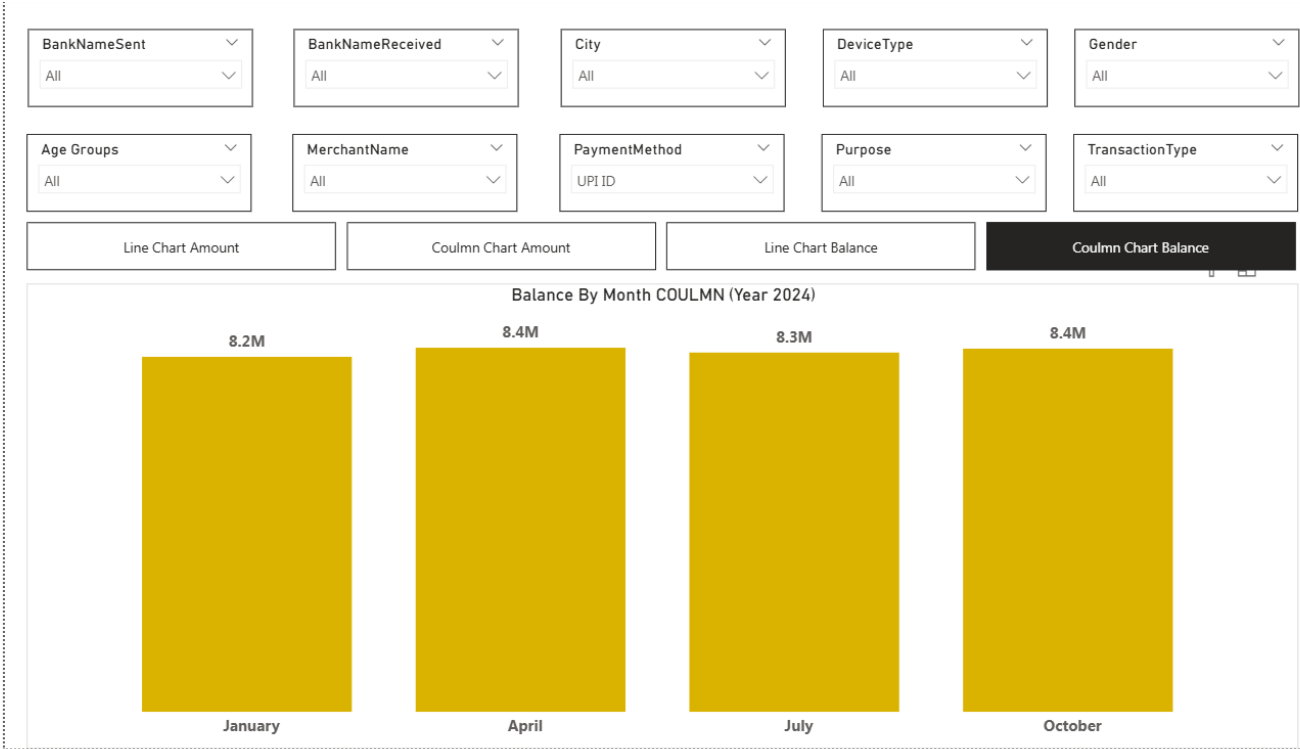 BankNameSent
All
BankNameReceived
All
City
All
DeviceType
All
Gender
All
Age Groups
All
MerchantName
All
PaymentMethod
UPI ID
Purpose
All
TransactionType
All
Line Chart Amount
Coulmn Chart Amount
Line Chart Balance
Coulmn Chart Balance
Balance By Month COULMN (Year 2024)
8.2M
8.4M
8.3M
8.4M
January
April
July
October